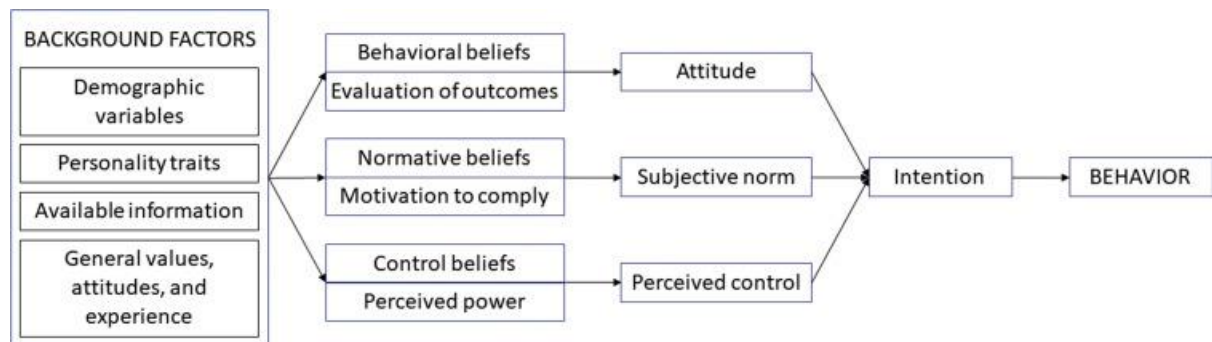 BACKGROUND FACTORS
Demographic
variables
Personality traits
Available information
General values,
attitudes, and
experience
Behavioral beliefs
Evaluation of outcomes
Normative beliefs
Motivation to comply
Control beliefs
Perceived power
Attitude
Subjective norm
Perceived control
Intention
BEHAVIOR